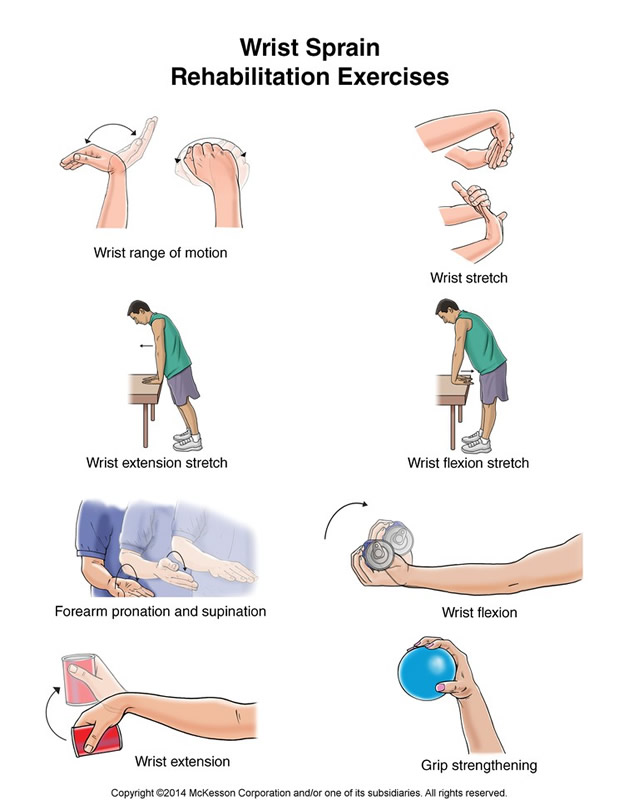 Wrist Sprain
Rehabilitation Exercises
Wrist range of motion
Wrist stretch
Wrist extension stretch
Wrist flexion stretch
Forearm pronation and supination
Wrist flexion
Wrist extension
Grip strengthening
Copyright ©2014 McKesson Corporation and/or one of its subsidiaries. All rights reserved.